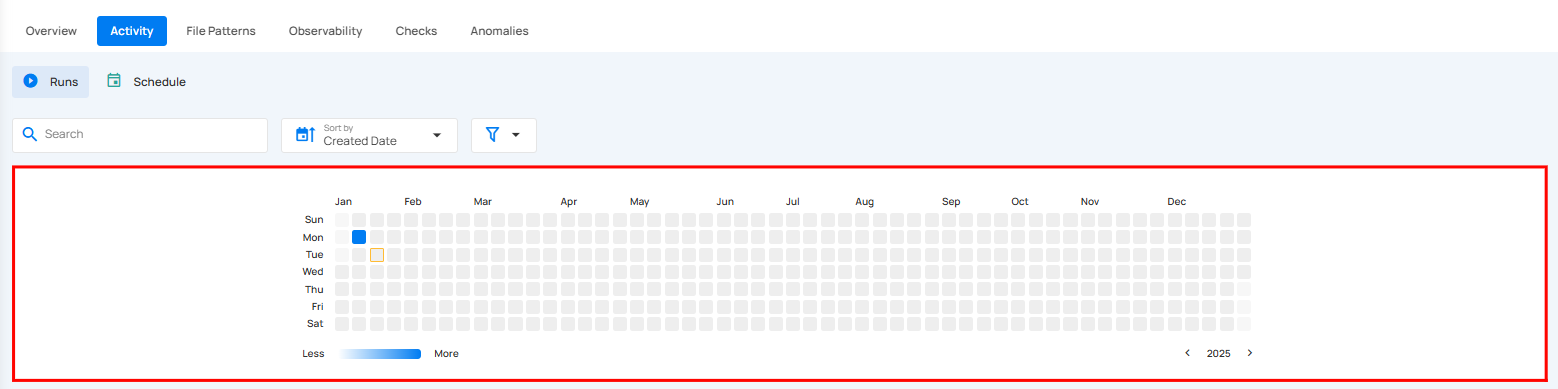 Overview Activity File Patterns Observability Checks Anomalies
Runs Schedule
Search
Sort by
Created Date
Jan Feb Mar Apr May Jun Jul Aug Sep Oct Nov Dec
Sun
Mon
Tue
Wed
Thu
Fri
Sat
Less More
2025